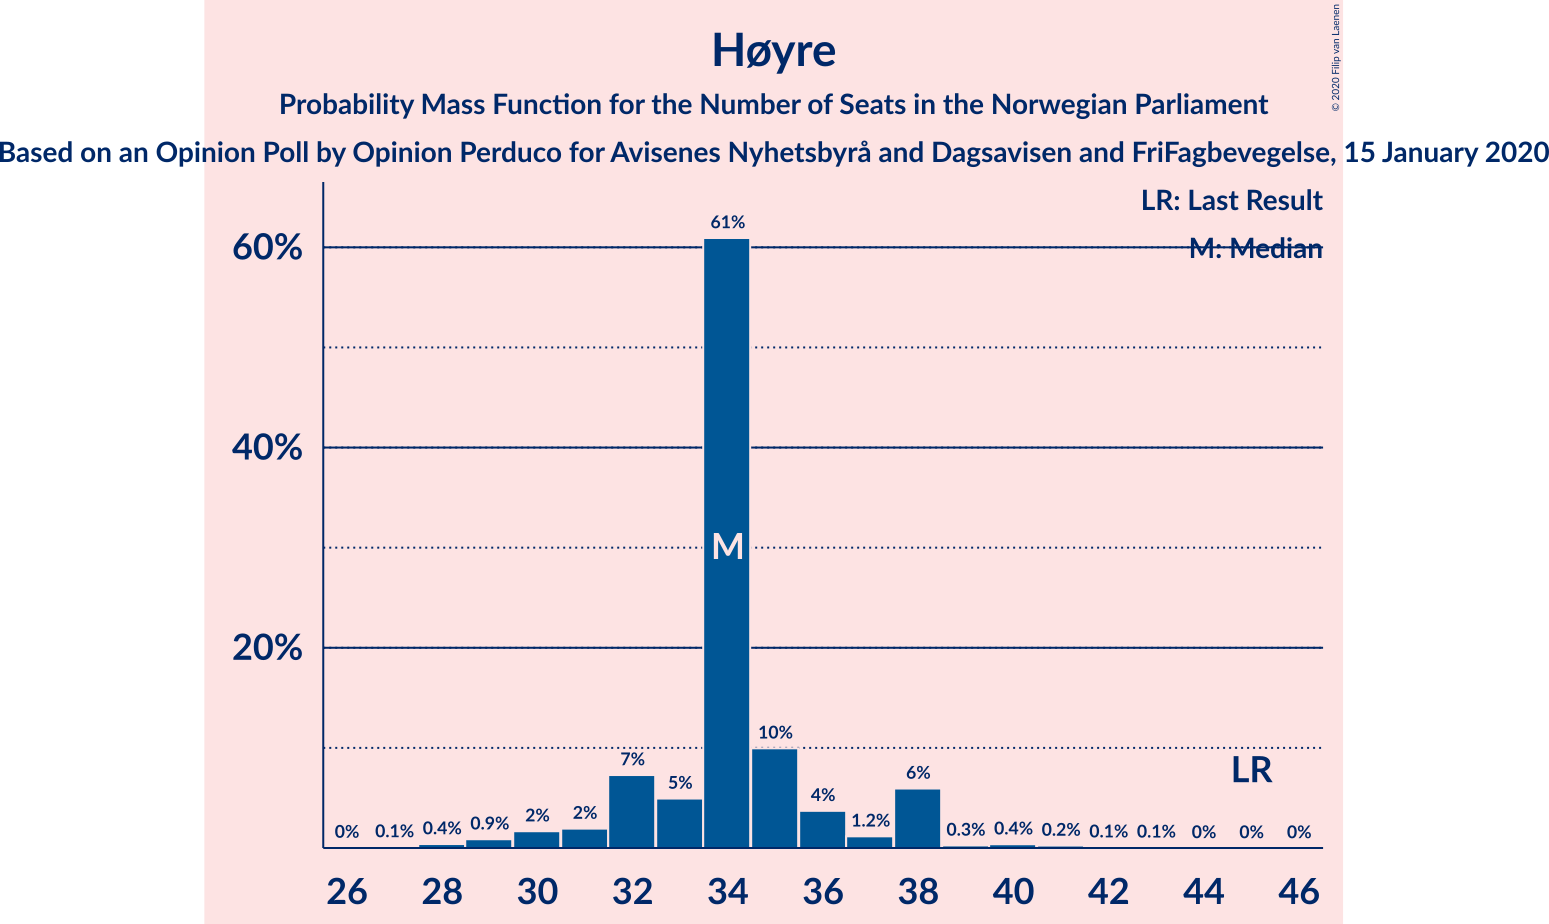 Høyre
Probability Mass Function for the Number of Seats in the Norwegian Parliament
Based on an Opinion Poll by Opinion Perduco for Avisenes Nyhetsbyrå and Dagsavisen and FriFagbevegelse, 15 January 2020
© 2020 Filip van Laenen
LR: Last Result
M: Median
60%
40%
20%
61%
M
10%
LR
7%
6%
5%
4%
0% 0.1% 0.4% 0.9% 2% 2% 1.2% 0.3% 0.4% 0.2% 0.1% 0.1% 0% 0% 0%
26 28 30 32 34 36 38 40 42 44 46